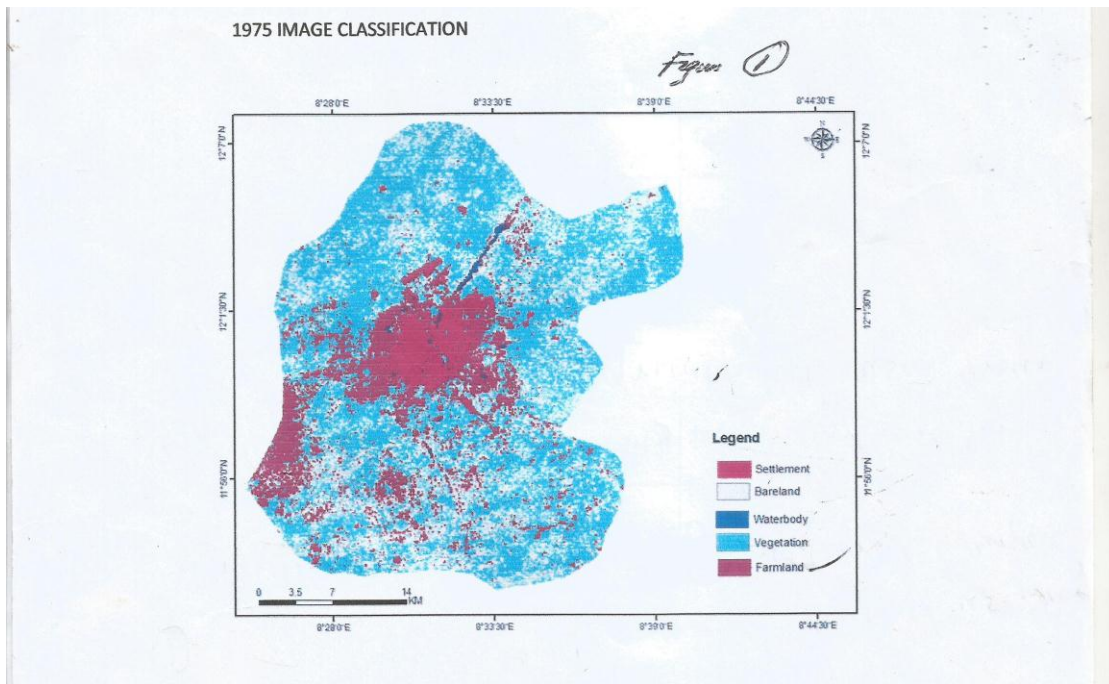 1975 IMAGE CLASSIFICATION
Figure 1
8°28'0"E 8°33'30"E 8°39'0"E 8°44'30"E
N
W E
S
12°7'0"N 12°7'0"N
12°1'30"N 12°1'30"N
Legend
Settlement
11°56'0"N 11°56'0"N
Bareland
Waterbody
Vegetation
Farmland
0 3.5 7 14
KM
8°28'0"E 8°33'30"E 8°39'0"E 8°44'30"E